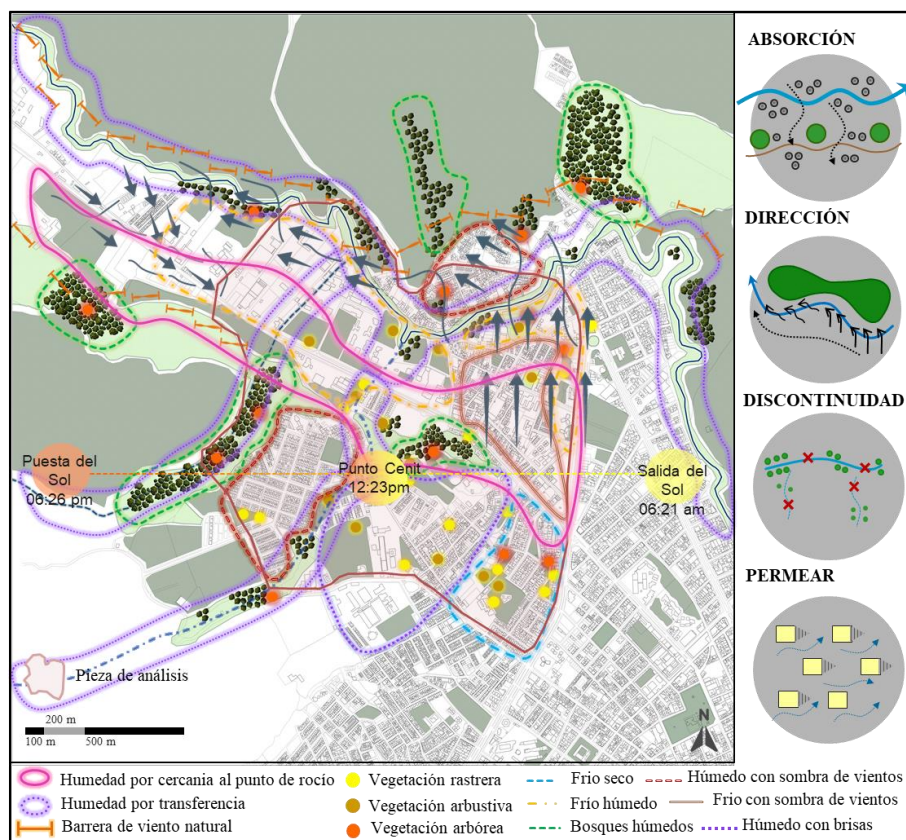 ABSORCIÓN
DIRECCIÓN
DISCONTINUIDAD
PERMEAR
Puesta del
Sol
06:26 pm
Punto Cenit
12:23pm
Salida del
Sol
06:21 am
Pieza de análisis
200 m
100 m
500 m
N
Humedad por cercanía al punto de rocío
Humedad por transferencia
Barrera de viento natural
Vegetación rastrera
Vegetación arbustiva
Vegetación arbórea
Frio seco
Frío húmedo
Bosques húmedos
Húmedo con sombra de vientos
Frio con sombra de vientos
Húmedo con brisas